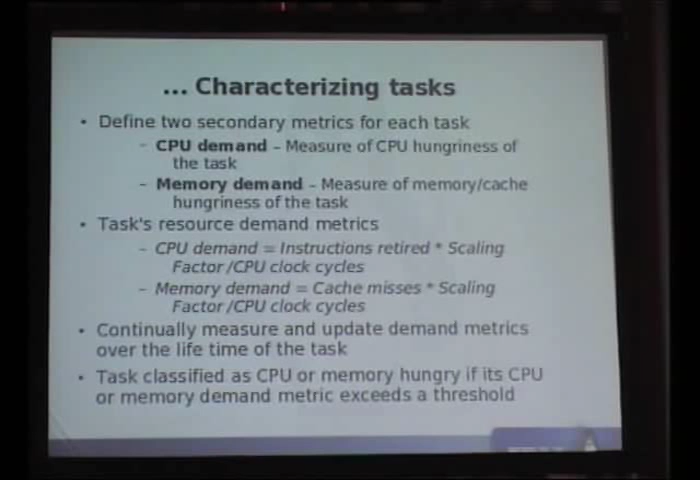 ... Characterizing tasks
• Define two secondary metrics for each task
– CPU demand – Measure of CPU hungriness of
the task
– Memory demand – Measure of memory/cache
hungriness of the task
• Task's resource demand metrics
– CPU demand = Instructions retired * Scaling
Factor /CPU clock cycles
– Memory demand = Cache misses * Scaling
Factor /CPU clock cycles
• Continually measure and update demand metrics
over the life time of the task
• Task classified as CPU or memory hungry if its CPU
or memory demand metric exceeds a threshold